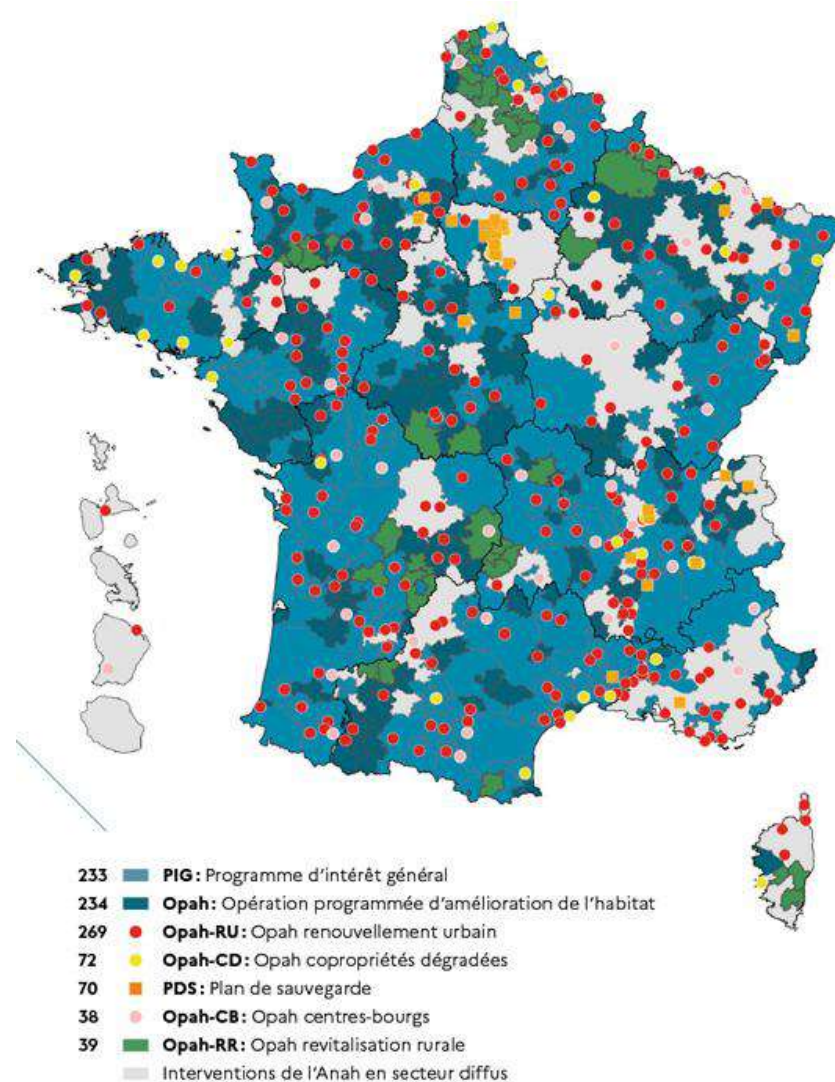 233 PIG : Programme d'intérêt général
234 Opah : Opération programmée d'amélioration de l'habitat
269 Opah-RU : Opah renouvellement urbain
72 Opah-CD : Opah copropriétés dégradées
70 PDS : Plan de sauvegarde
38 Opah-CB : Opah centres-bourgs
39 Opah-RR : Opah revitalisation rurale
Interventions de l'Anah en secteur diffus